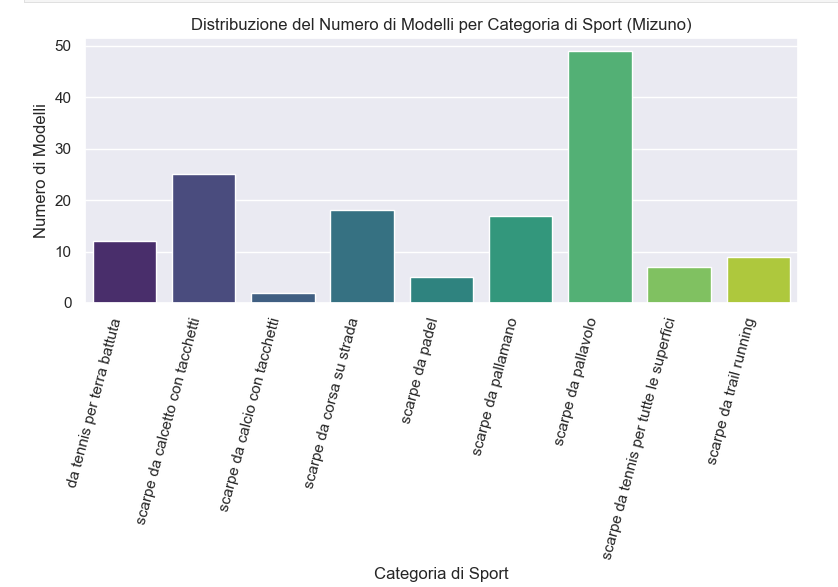 Distribuzione del Numero di Modelli per Categoria di Sport (Mizuno)
Numero di Modelli
50
40
30
20
10
0
da tennis per terra battuta
scarpe da calcetto con tacchetti
scarpe da calcio con tacchetti
scarpe da corsa su strada
scarpe da padel
scarpe da pallamano
scarpe da pallavolo
scarpe da tennis per tutte le superfici
scarpe da trail running
Categoria di Sport